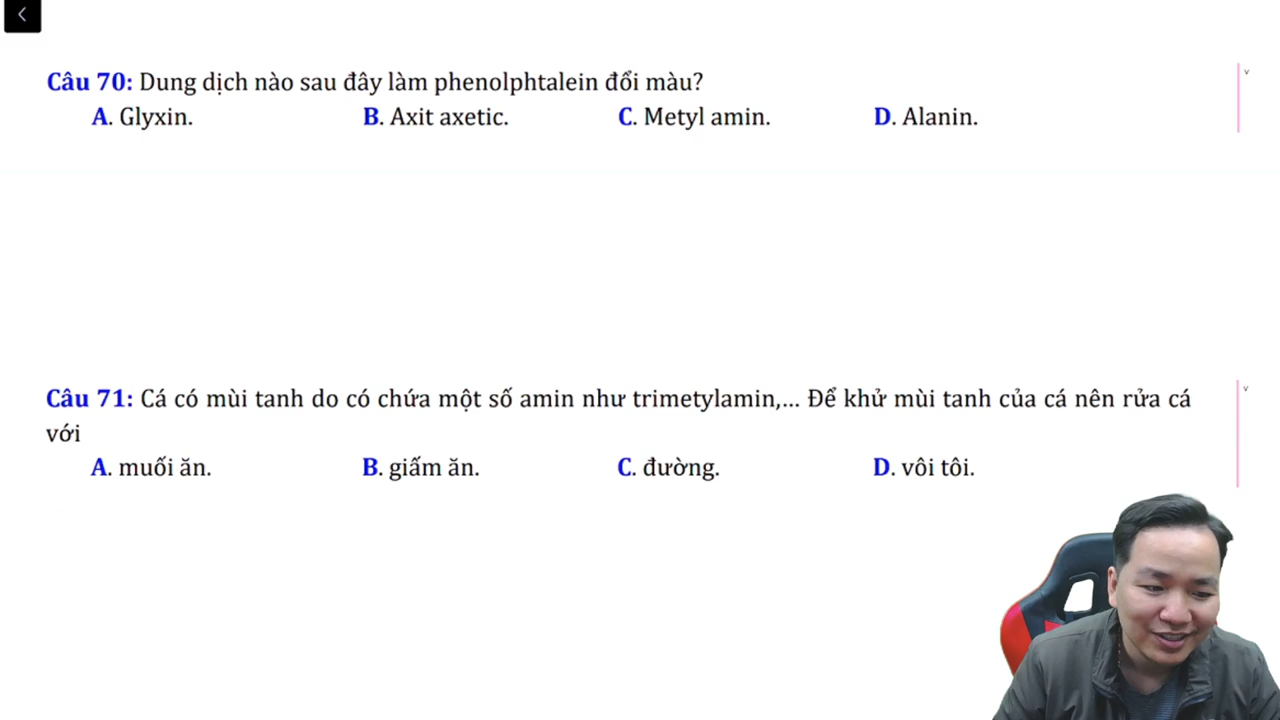 Câu 70: Dung dịch nào sau đây làm phenolphtalein đổi màu?
A. Glyxin. B. Axit axetic. C. Metyl amin. D. Alanin.
Câu 71: Cá có mùi tanh do có chứa một số amin như trimetylamin,... Để khử mùi tanh của cá nên rửa cá
với
A. muối ăn. B. giấm ăn. C. đường. D. vôi tôi.